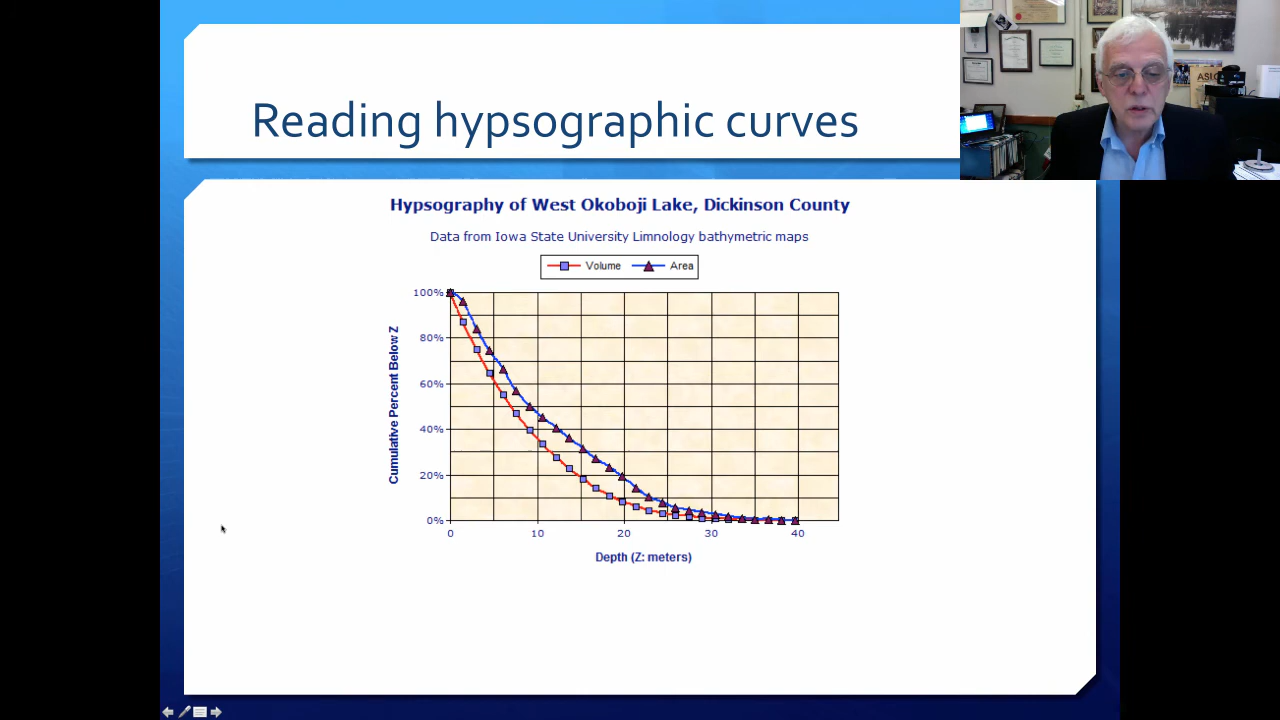 Reading hypsographic curves
ASIC
Hypsography of West Okoboji Lake, Dickinson County
Data from Iowa State University Limnology bathymetric maps
Volume Area
Cumulative Percent Below Z
100%
80%
60%
40%
20%
0%
0 10 20 30 40
Depth (Z: meters)